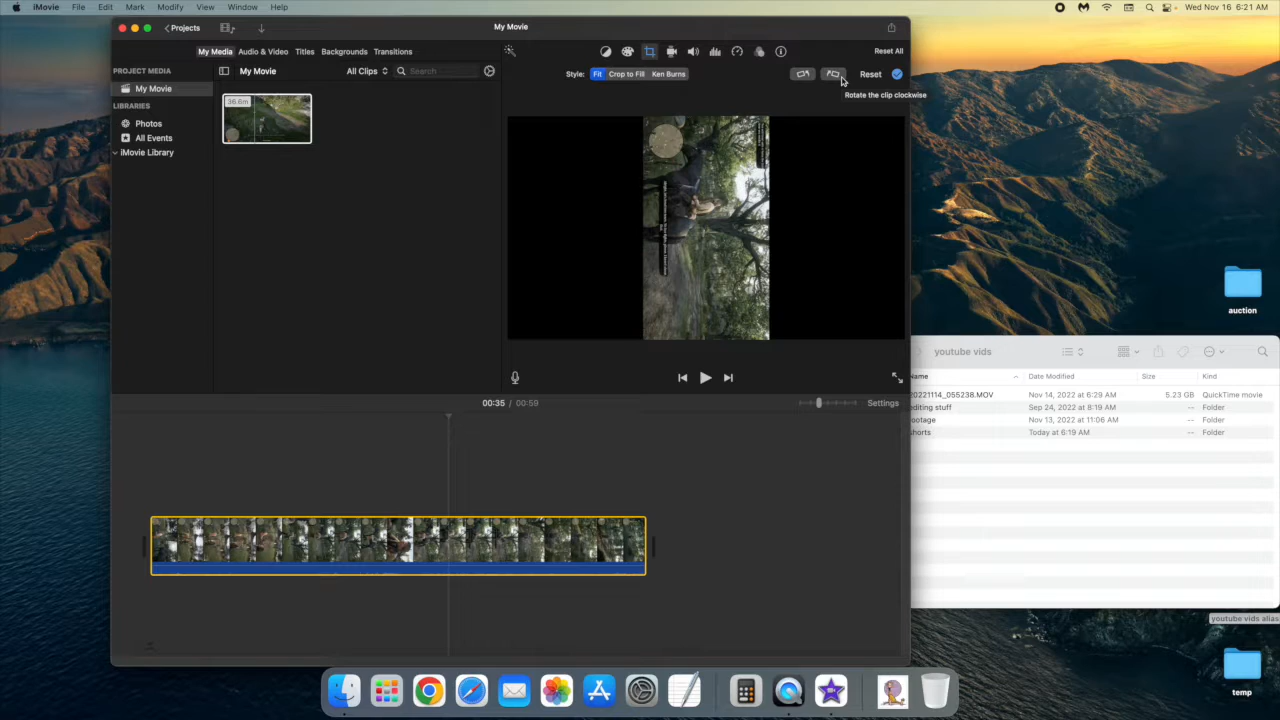 iMovie File Edit Mark Modify View Window Help Wed Nov 16 6:21 AM
Projects My Movie
My Media Audio & Video Titles Backgrounds Transitions Reset All
PROJECT MEDIA My Movie All Clips Search Style: Fit Crop to Fill Ken Burns Reset
My Movie
LIBRARIES
Photos
All Events
iMovie Library
36.6m
Rotate the clip clockwise
00:35 / 00:59 Settings
auction
youtube vids
Name Date Modified Size Kind
20221114_055238.MOV Nov 14, 2022 at 6:29 AM 5.23 GB QuickTime movie
editing stuff Sep 24, 2022 at 8:19 AM -- Folder
footage Nov 13, 2022 at 11:06 AM -- Folder
shorts Today at 6:19 AM -- Folder
youtube vids alias
temp